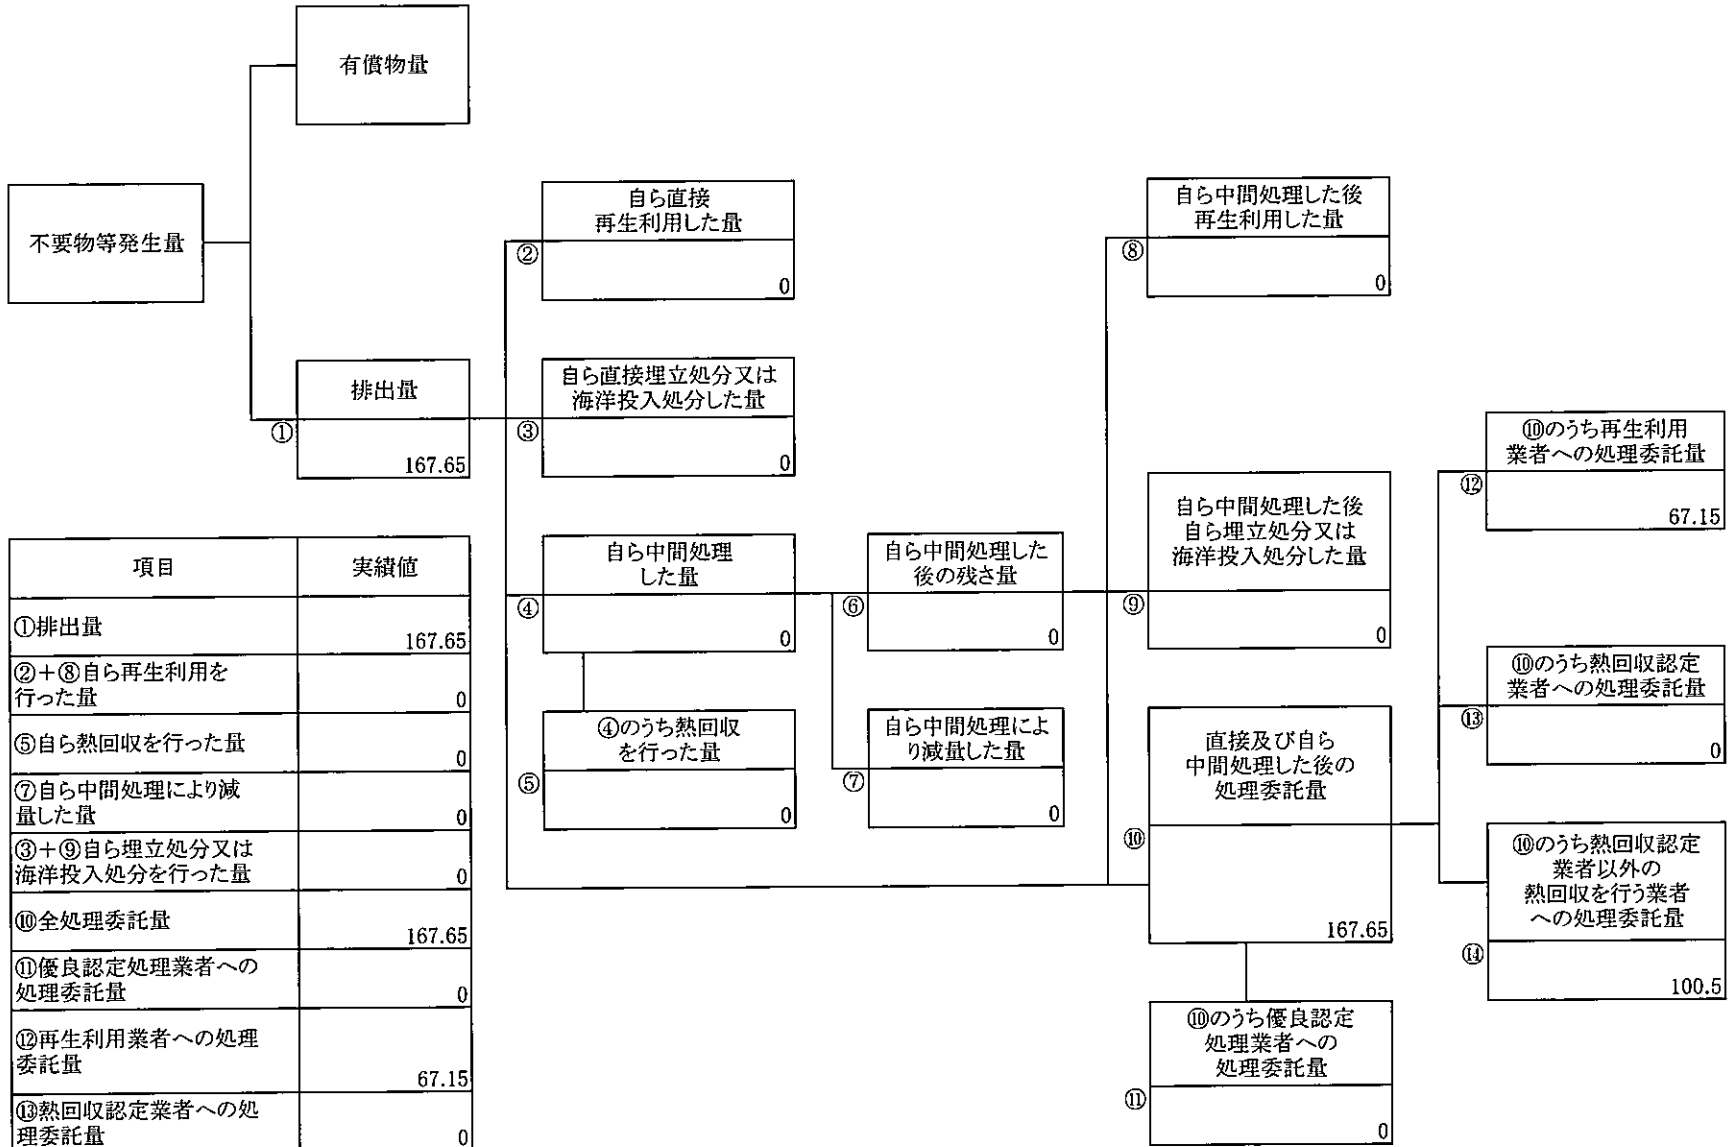 有償物量
不要物等発生量
排出量
①
167.65
自ら直接
再生利用した量
②
0
自ら直接埋立処分又は
海洋投入処分した量
③
0
自ら中間処理
した量
④
0
④のうち熱回収
を行った量
⑤
0
自ら中間処理した
後の残さ量
⑥
0
自ら中間処理によ
り減量した量
⑦
0
自ら中間処理した後
再生利用した量
⑧
0
自ら中間処理した後
自ら埋立処分又は
海洋投入処分した量
⑨
0
直接及び自ら
中間処理した後の
処理委託量
⑩
167.65
⑩のうち優良認定
処理業者への
処理委託量
⑪
0
⑩のうち再生利用
業者への処理委託量
⑫
67.15
⑩のうち熱回収認定
業者への処理委託量
⑬
0
⑩のうち熱回収認定
業者以外の
熱回収を行う業者
への処理委託量
⑭
100.5
項目 実績値
①排出量
167.65
②+⑧自ら再生利用を
行った量 0
⑤自ら熱回収を行った量 0
⑦自ら中間処理により減
量した量 0
③+⑨自ら埋立処分又は
海洋投入処分を行った量 0
⑩全処理委託量
167.65
⑪優良認定処理業者への
処理委託量 0
⑫再生利用業者への処理
委託量
67.15
⑬熱回収認定業者への処
理委託量 0